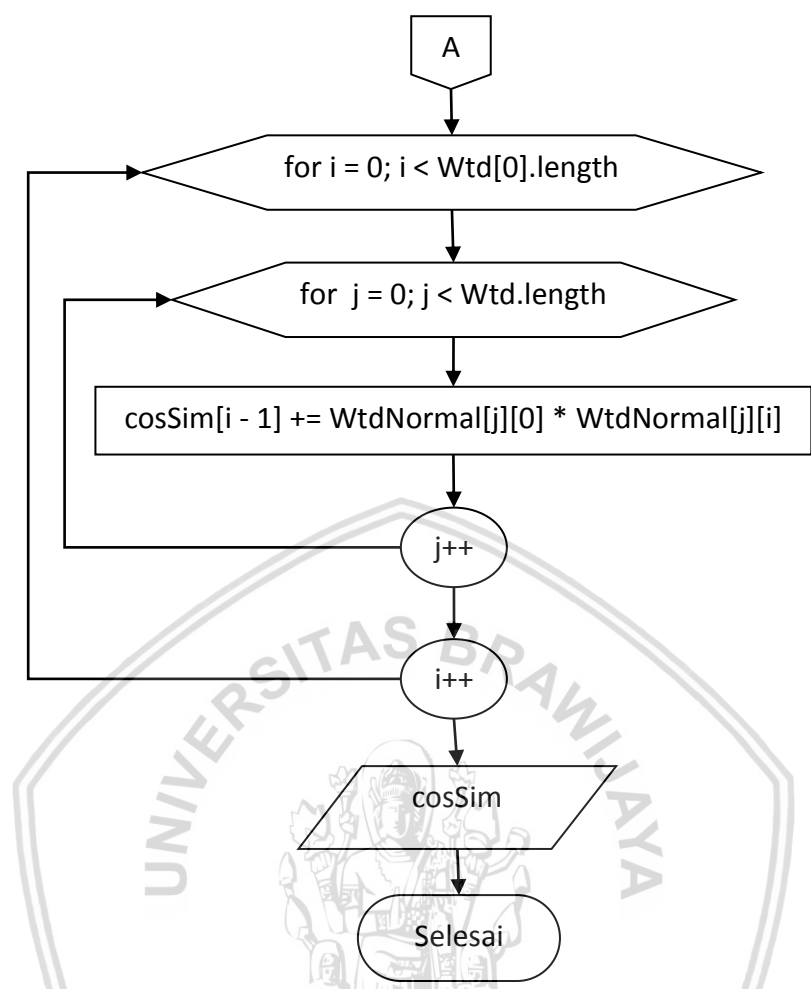 A
for i = 0; i < Wtd[0].length
for j = 0; j < Wtd.length
cosSim[i - 1] += WtdNormal[j][0] * WtdNormal[j][i]
j++
i++
cosSim
Selesai
UNIVERSITAS BRAWIJAYA